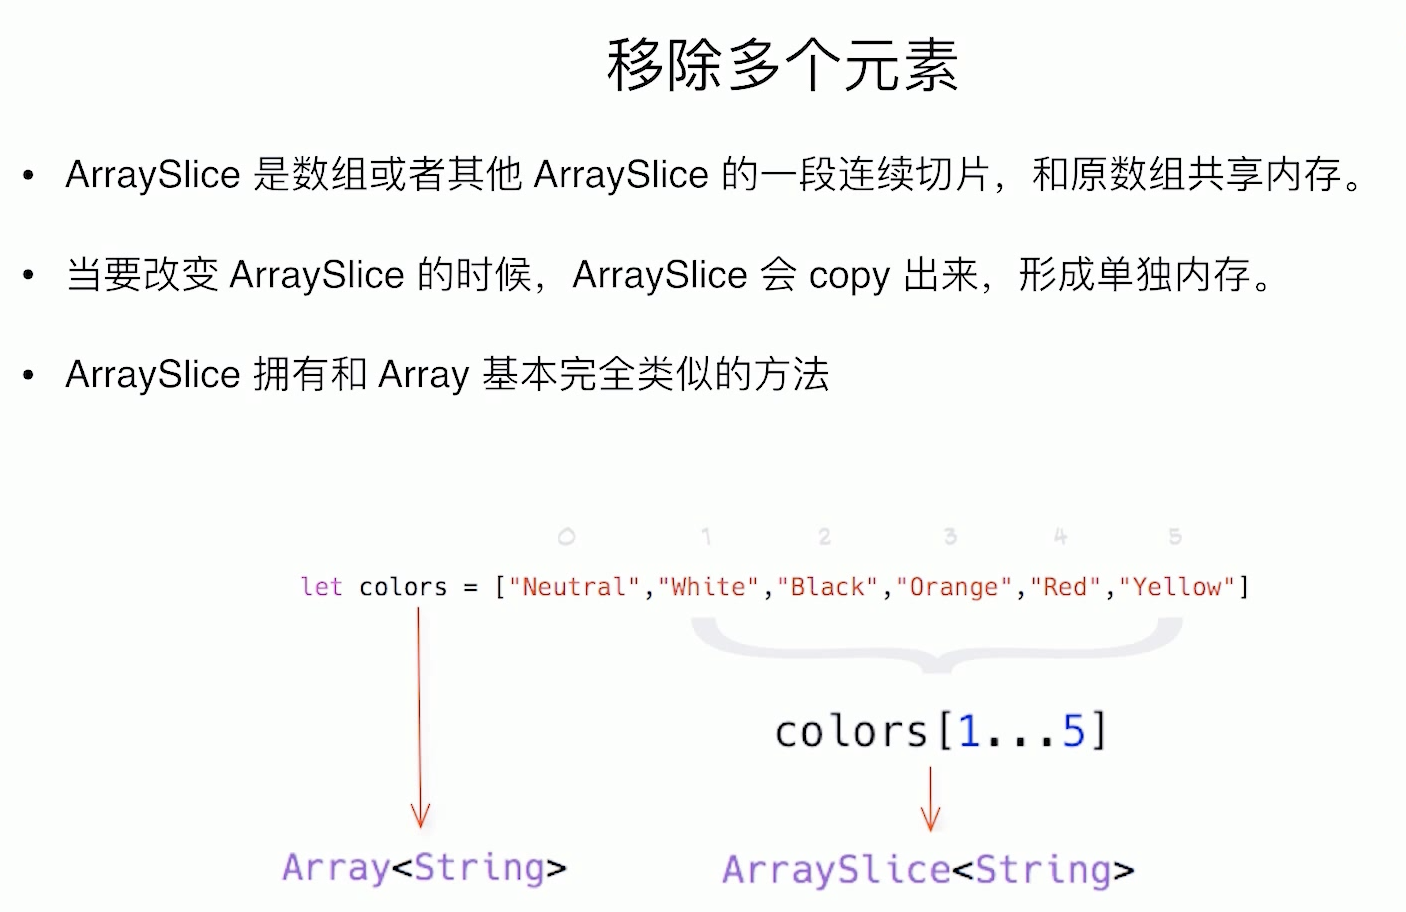 移除多个元素
• ArraySlice 是数组或者其他 ArraySlice 的一段连续切片，和原数组共享内存。
• 当要改变 ArraySlice 的时候，ArraySlice 会 copy 出来，形成单独内存。
• ArraySlice 拥有和 Array 基本完全类似的方法
0 1 2 3 4 5
let colors = ["Neutral","White","Black","Orange","Red","Yellow"]
colors[1...5]
Array<String> ArraySlice<String>